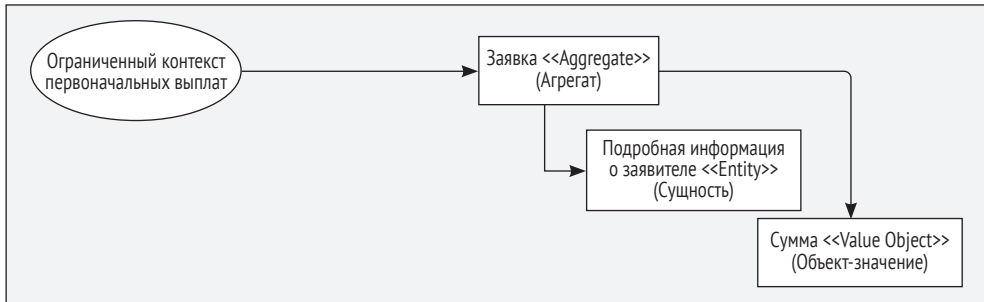 Ограниченный контекст
первоначальных выплат
Заявка <<Aggregate>>
(Агрегат)
Подробная информация
о заявителе <<Entity>>
(Сущность)
Сумма <<Value Object>>
(Объект-значение)